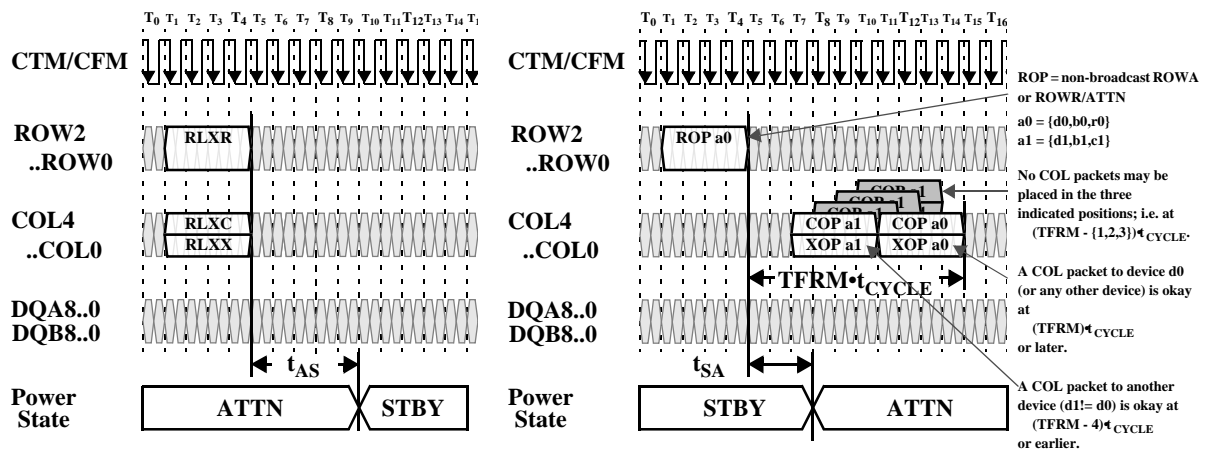 T0 T1 T2 T3 T4 T5 T6 T7 T8 T9 T10 T11 T12 T13 T14
CTM/CFM
ROW2
..ROW0
RLXR
COL4
..COL0
RLXC
RLXX
DQA8..0
DQB8..0
tAS
Power
State
ATTN
STBY
T0 T1 T2 T3 T4 T5 T6 T7 T8 T9 T10 T11 T12 T13 T14 T15 T16
CTM/CFM
ROW2
..ROW0
ROP a0
COL4
..COL0
COP a1
COP a1
COP a1
COP a1
COP a0
XOP a1
XOP a0
TFRM•tCYCLE
DQA8..0
DQB8..0
tSA
Power
State
STBY
ATTN
ROP = non-broadcast ROWA
or ROWR/ATTN
a0 = {d0,b0,r0}
a1 = {d1,b1,c1}
No COL packets may be
placed in the three
indicated positions; i.e. at
(TFRM - {1,2,3})•tCYCLE.
A COL packet to device d0
(or any other device) is okay
at
(TFRM)•tCYCLE
or later.
A COL packet to another
device (d1!= d0) is okay at
(TFRM - 4)•tCYCLE
or earlier.